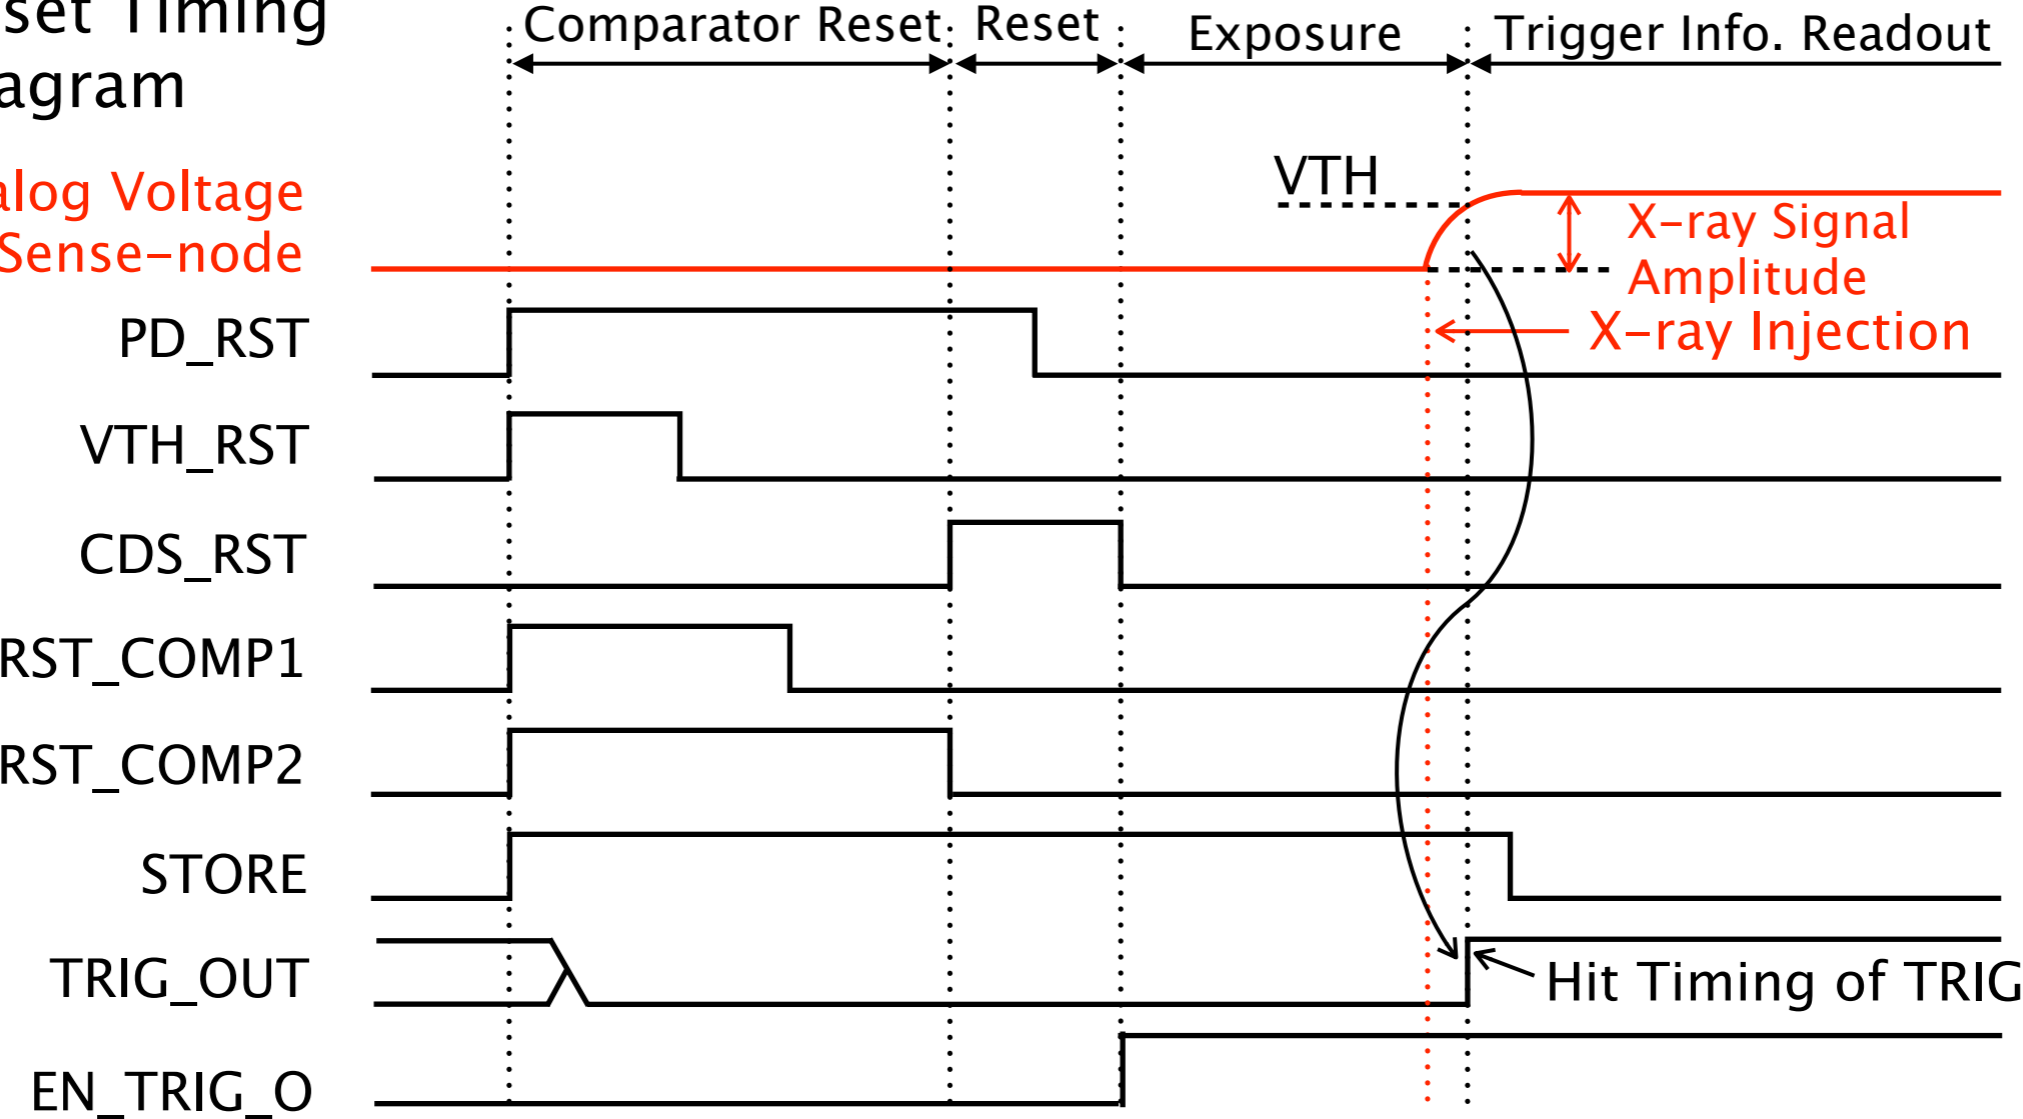 set Timing
agram
Comparator Reset
Reset
Exposure
Trigger Info. Readout
alog Voltage
Sense-node
VTH
X-ray Signal
Amplitude
X-ray Injection
PD_RST
VTH_RST
CDS_RST
RST_COMP1
RST_COMP2
STORE
TRIG_OUT
Hit Timing of TRIG
EN_TRIG_O